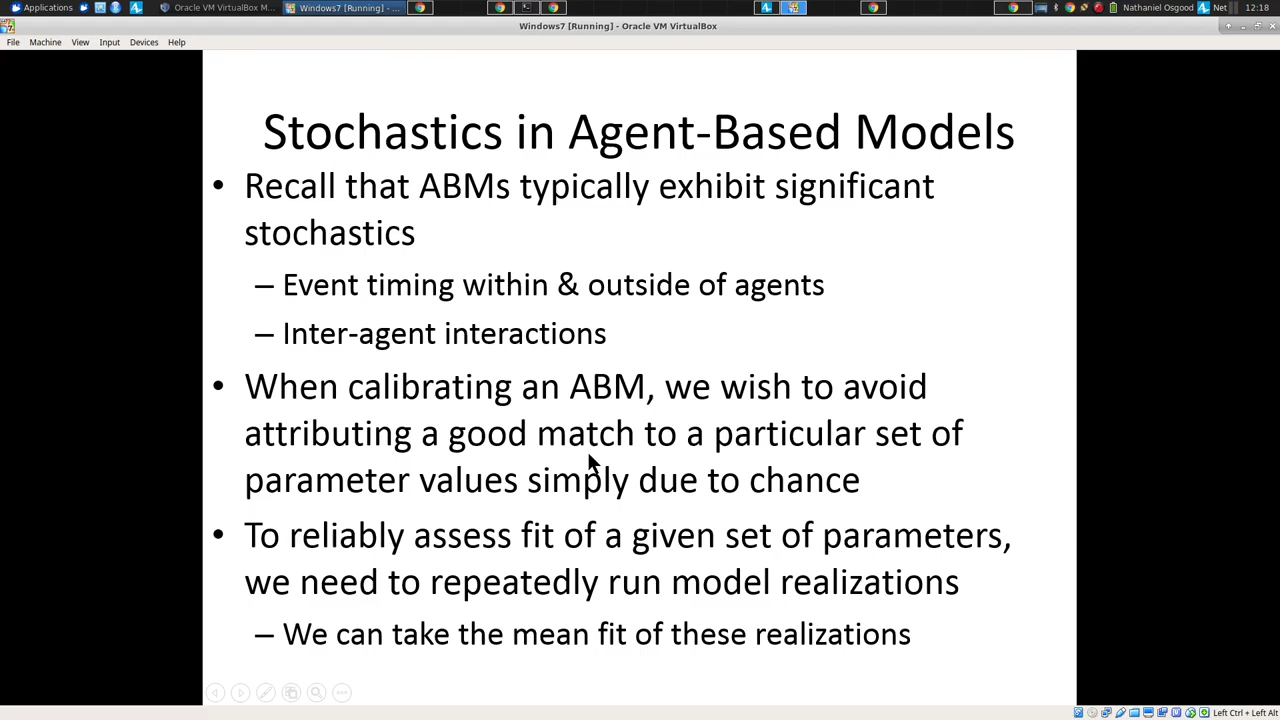 Applications
Oracle VM VirtualBox M...
Windows7 [Running] - ...
Nathaniel Osgood
Net
12:18
Windows7 [Running] - Oracle VM VirtualBox
File Machine View Input Devices Help
Stochastics in Agent-Based Models
• Recall that ABMs typically exhibit significant
stochastics
– Event timing within & outside of agents
– Inter-agent interactions
• When calibrating an ABM, we wish to avoid
attributing a good match to a particular set of
parameter values simply due to chance
• To reliably assess fit of a given set of parameters,
we need to repeatedly run model realizations
– We can take the mean fit of these realizations
Left Ctrl + Left Alt